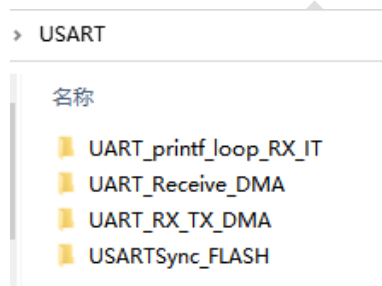 USART
名称
UART_printf_loop_RX_IT
UART_Receive_DMA
UART_RX_TX_DMA
USARTSync_FLASH